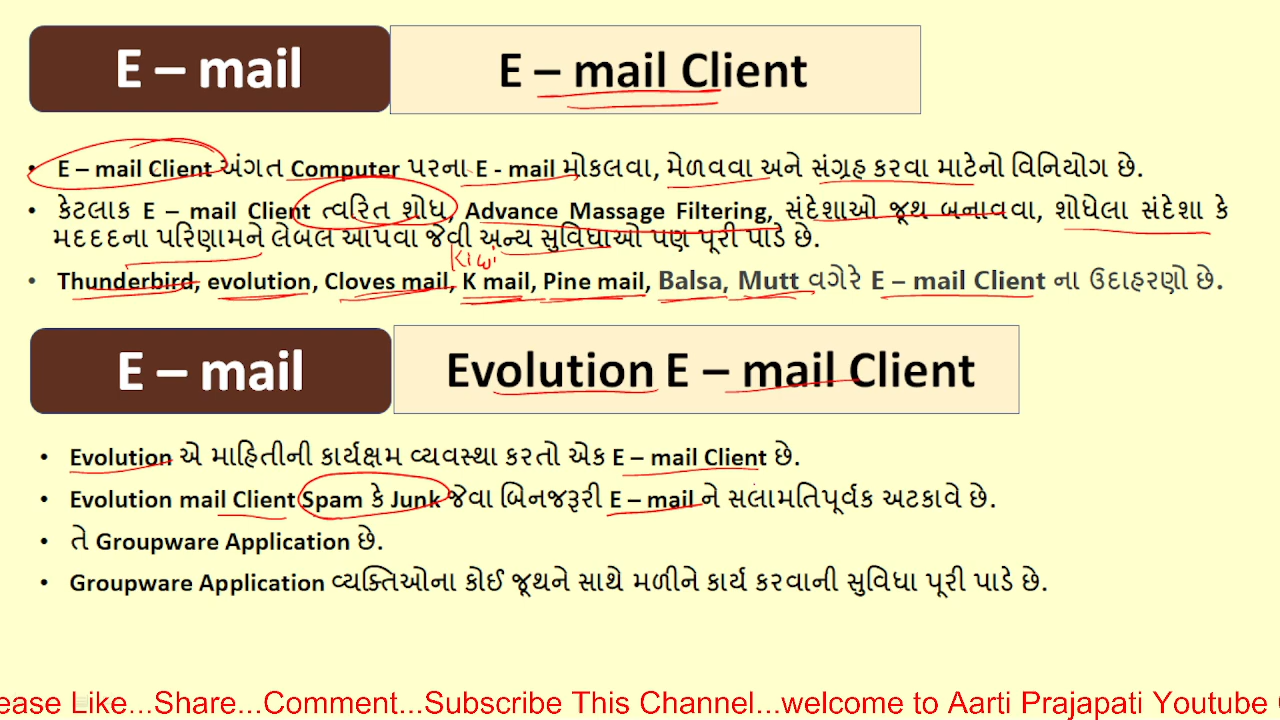 E – mail
E – mail Client
• E – mail Client અંગત Computer પરના E - mail મોકલવા, મેળવવા અને સંગ્રહ કરવા માટેનો વિનિયોગ છે.
• કેટલાક E – mail Client ત્વરિત શોધ, Advance Massage Filtering, સંદેશાઓ જૂથ બનાવવા, શોધેલા સંદેશા કે
મદદદના પરિણામને લેબલ આપવા જેવી અન્ય સુવિધાઓ પણ પૂરી પાડે છે.
• Thunderbird, evolution, Cloves mail, K mail, Pine mail, Balsa, Mutt વગેરે E – mail Client ના ઉદાહરણો છે.
E – mail
Evolution E – mail Client
• Evolution એ માહિતીની કાર્યક્ષમ વ્યવસ્થા કરતો એક E – mail Client છે.
• Evolution mail Client Spam કે Junk જેવા બિનજરૂરી E – mail ને સલામતિપૂર્વક અટકાવે છે.
• તે Groupware Application છે.
• Groupware Application વ્યક્તિઓના કોઈ જૂથને સાથે મળીને કાર્ય કરવાની સુવિધા પૂરી પાડે છે.
ease Like...Share...Comment...Subscribe This Channel...welcome to Aarti Prajapati Youtube